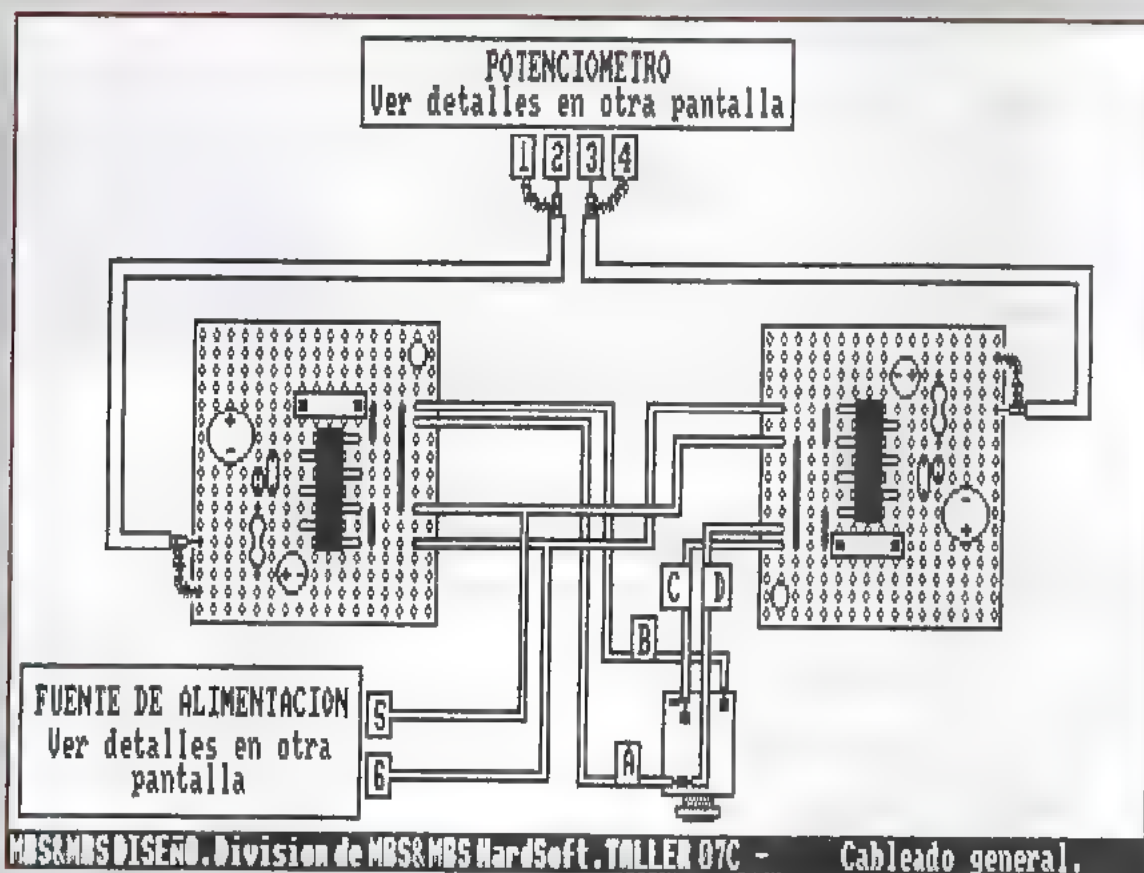 POTENCIOMETRO
Ver detalles en otra pantalla
1 2 3 4
C D
B
FUENTE DE ALIMENTACION
Ver detalles en otra
pantalla
5
6
A
MBS&MBS DISEÑO.Division de MBS&MBS HardSoft.TALLER 07C - Cableado general.